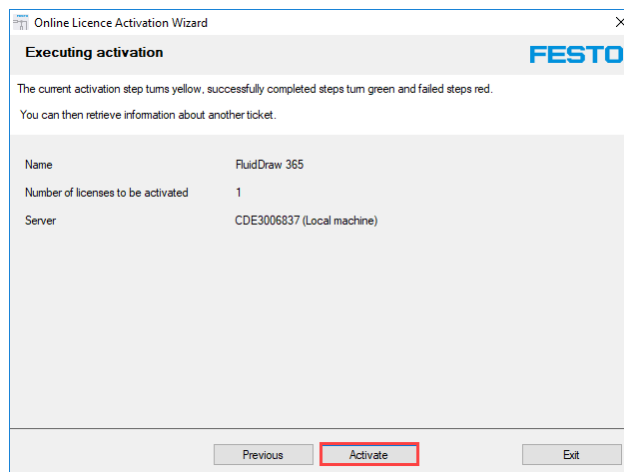 Online Licence Activation Wizard
Executing activation
FESTO
The current activation step turns yellow, successfully completed steps turn green and failed steps red.
You can then retrieve information about another ticket.
Name FluidDraw 365
Number of licenses to be activated 1
Server CDE3006837 (Local machine)
Previous Activate Exit